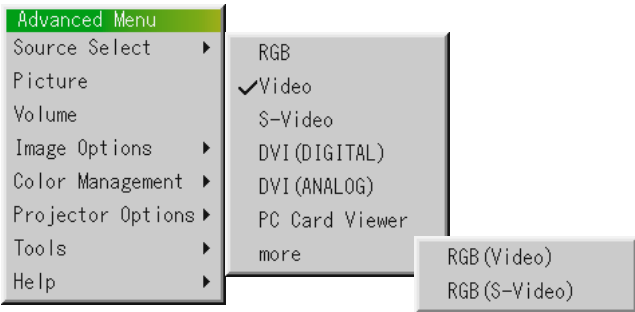 Advanced Menu
Source Select
Picture
Volume
Image Options
Color Management
Projector Options
Tools
Help
RGB
Video
S-Video
DVI(DIGITAL)
DVI(ANALOG)
PC Card Viewer
more
RGB(Video)
RGB(S-Video)